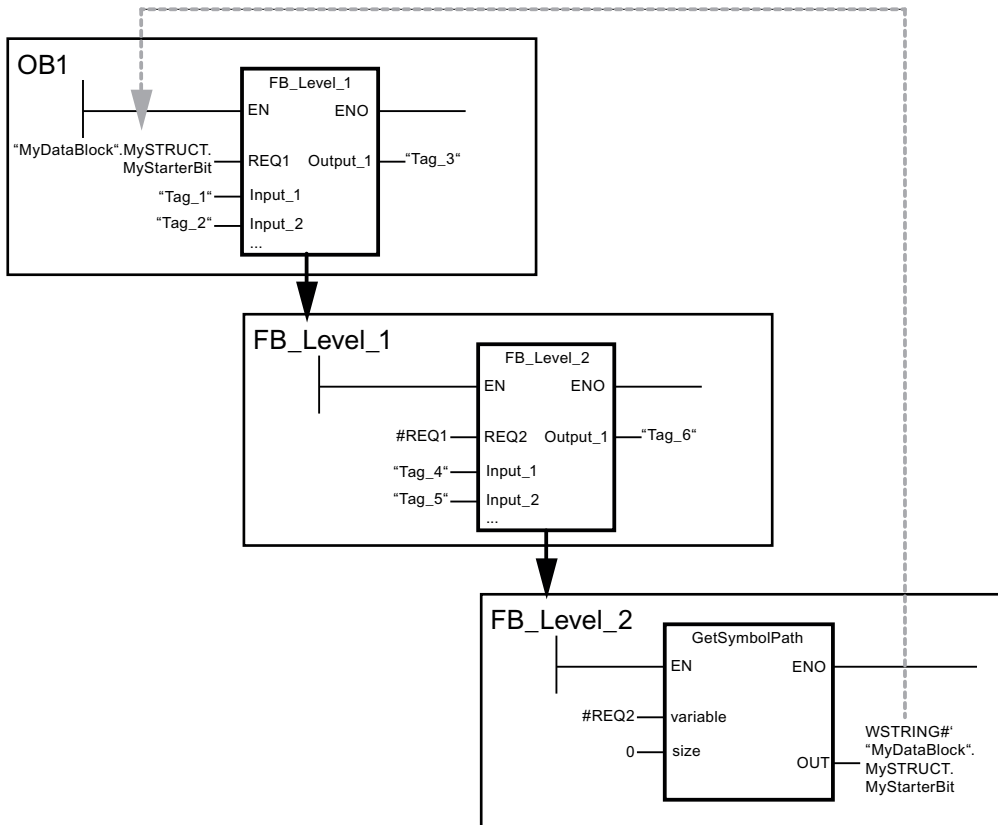 OB1
FB_Level_1
EN
ENO
“MyDataBlock“.MySTRUCT.
MyStarterBit
REQ1
Output_1
“Tag_3“
“Tag_1“
Input_1
“Tag_2“
Input_2
...
FB_Level_1
FB_Level_2
EN
ENO
#REQ1
REQ2
Output_1
“Tag_6“
“Tag_4“
Input_1
“Tag_5“
Input_2
...
FB_Level_2
GetSymbolPath
EN
ENO
#REQ2
variable
0
size
OUT
WSTRING#‘
“MyDataBlock“.
MySTRUCT.
MyStarterBit